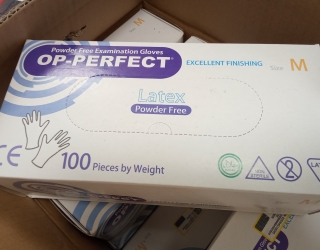 Powder Free Examination Gloves
OP-PERFECT®
EXCELLENT FINISHING
Size M
Latex
Powder Free
CE
100 Pieces by Weight